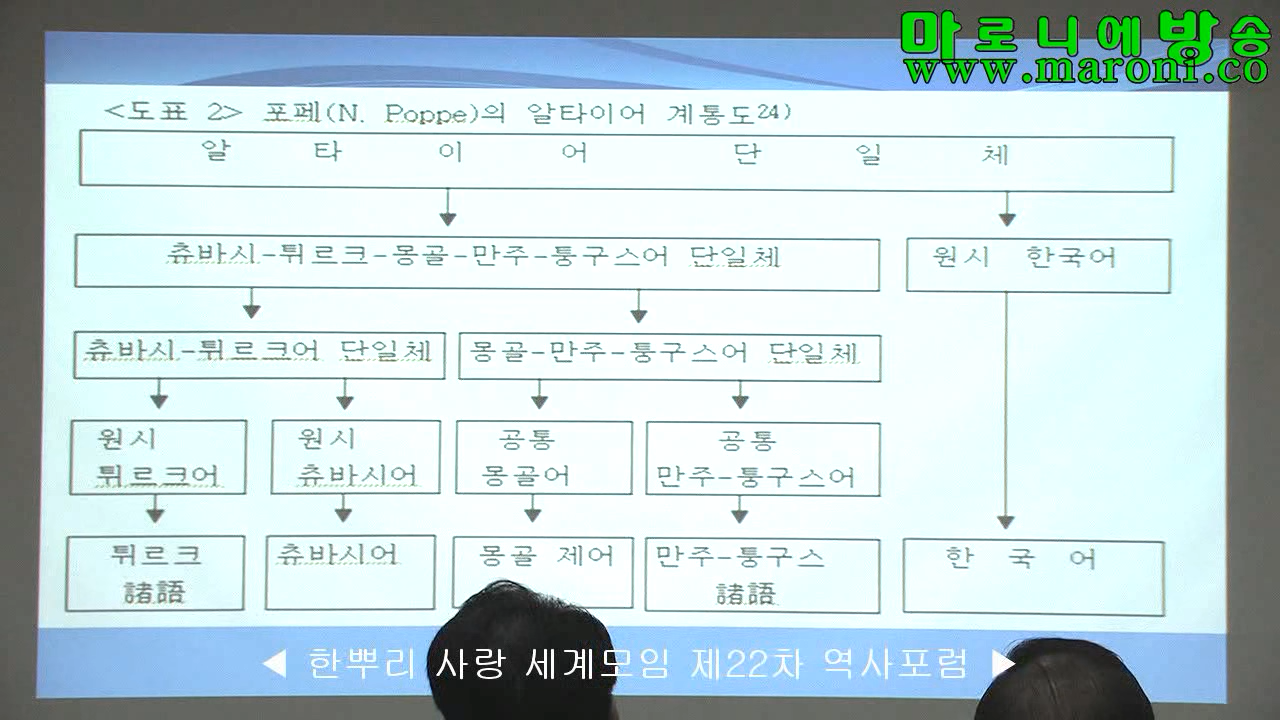 마로니에방송
www.maroni.co
<도표 2> 포페(N. Poppe)의 알타이어 계통도24)
알 타 이 어 단 일 체
츄바시-튀르크-몽골-만주-퉁구스어 단일체
원시 한국어
츄바시-튀르크어 단일체
몽골-만주-퉁구스어 단일체
원시
튀르크어
원시
츄바시어
공통
몽골어
공통
만주-퉁구스어
튀르크
諸語
츄바시어
몽골 제어
만주-퉁구스
諸語
한 국 어
◀ 한뿌리 사랑 세계모임 제22차 역사포럼 ▶